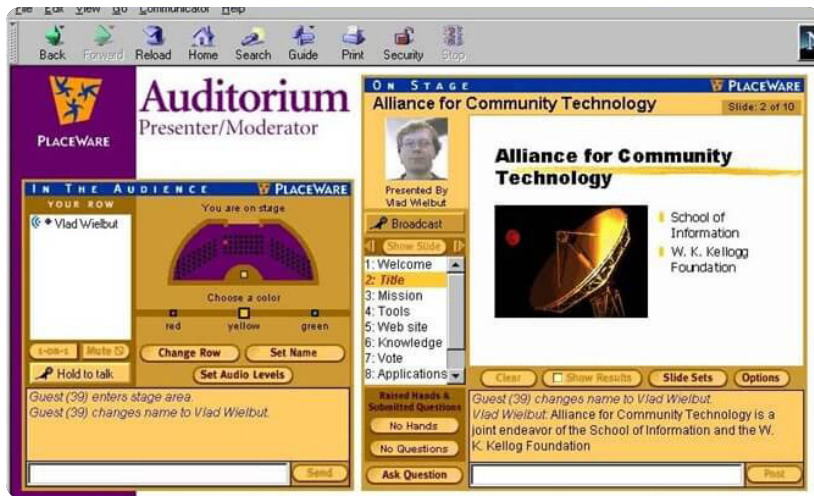 File Edit View Go Communicator Help
Back Forward Reload Home Search Guide Print Security Stop
N
PLACEWARE
Auditorium
Presenter/Moderator
IN THE AUDIENCE
PLACEWARE
YOUR ROW
Vlad Wielbut
You are on stage
Choose a color
red yellow green
1-on-1 Mute
Change Row Set Name
Hold to talk
Set Audio Levels
Guest (39) enters stage area.
Guest (39) changes name to Vlad Wielbut.
Send
ON STAGE
PLACEWARE
Alliance for Community Technology
Slide: 2 of 10
Presented By
Vlad Wielbut
Broadcast
Show Slide
1: Welcome
2: Title
3: Mission
4: Tools
5: Web site
6: Knowledge
7: Vote
8: Applications
Alliance for Community
Technology
School of
Information
W. K. Kellogg
Foundation
Clear Show Results Slide Sets Options
Raised Hands &
Submitted Questions
No Hands
No Questions
Ask Question
Guest (39) changes name to Vlad Wielbut.
Vlad Wielbut: Alliance for Community Technology is a
joint endeavor of the School of Information and the W.
K. Kellog Foundation
Post